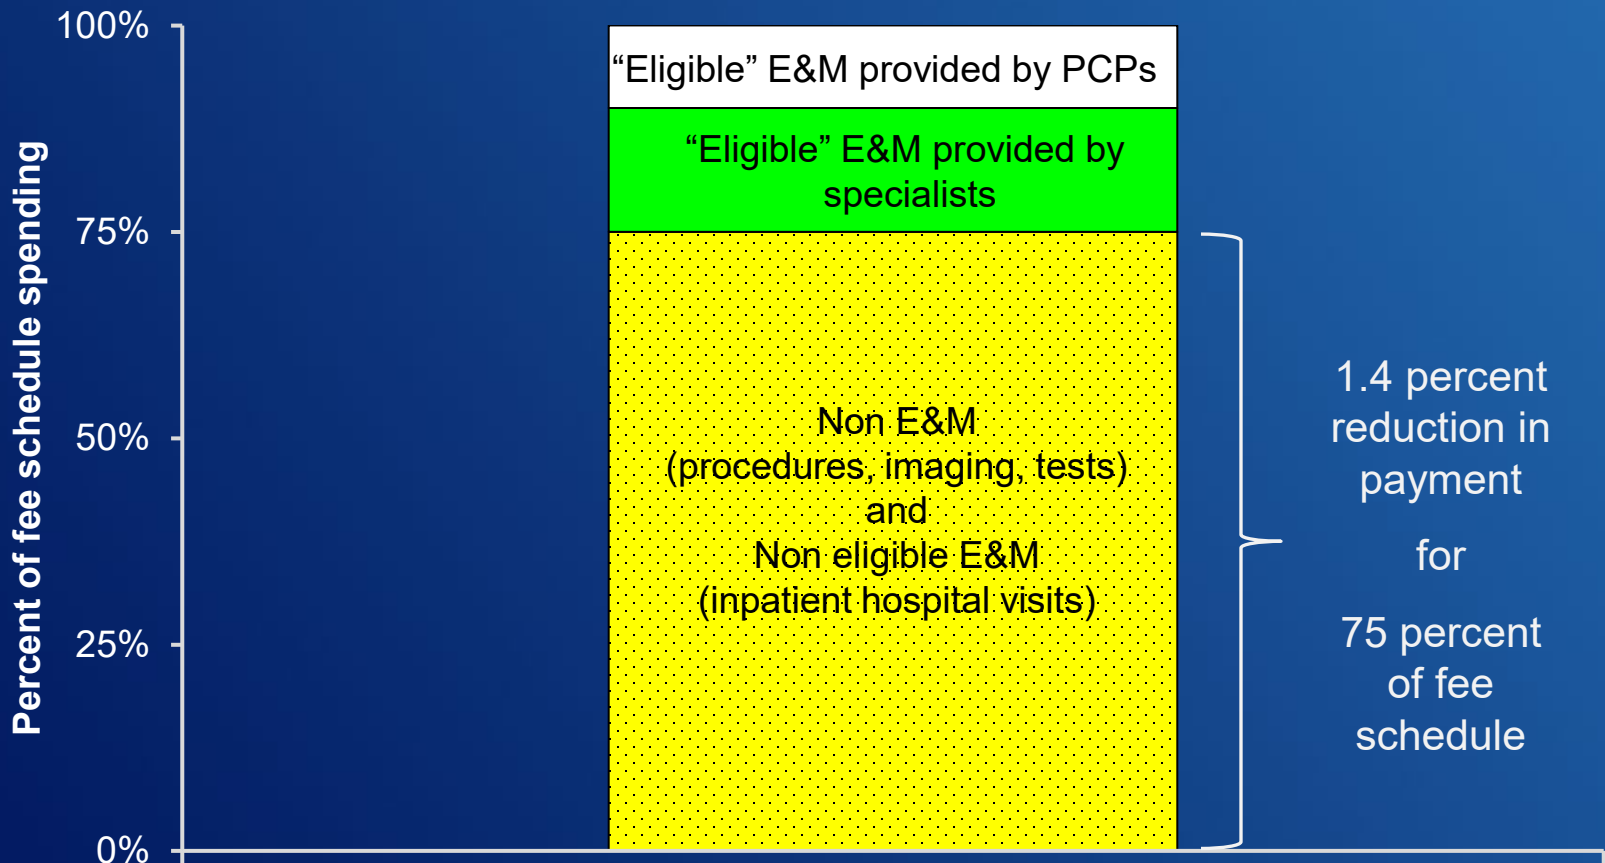 100%
75%
50%
25%
0%
Percent of fee schedule spending
“Eligible” E&M provided by PCPs
“Eligible” E&M provided by
specialists
Non E&M
(procedures, imaging, tests)
and
Non eligible E&M
(inpatient hospital visits)
1.4 percent
reduction in
payment
for
75 percent
of fee
schedule